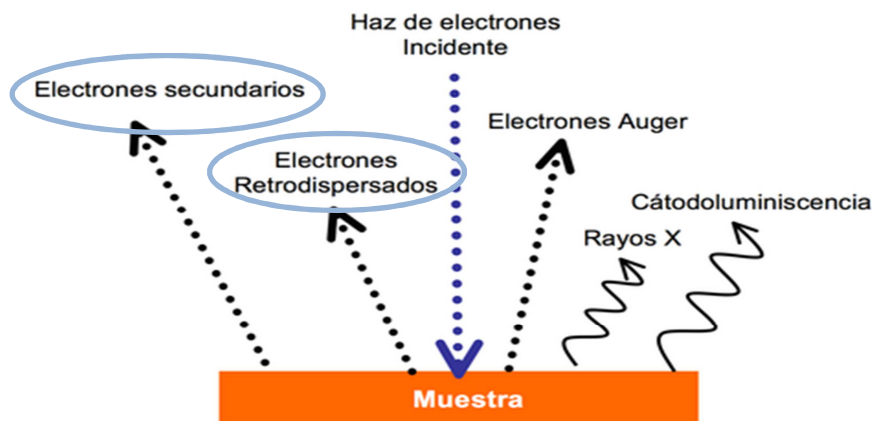 Haz de electrones
Incidente
Electrones secundarios
Electrones Auger
Electrones
Retrodispersados
Cátodoluminiscencia
Rayos X
Muestra